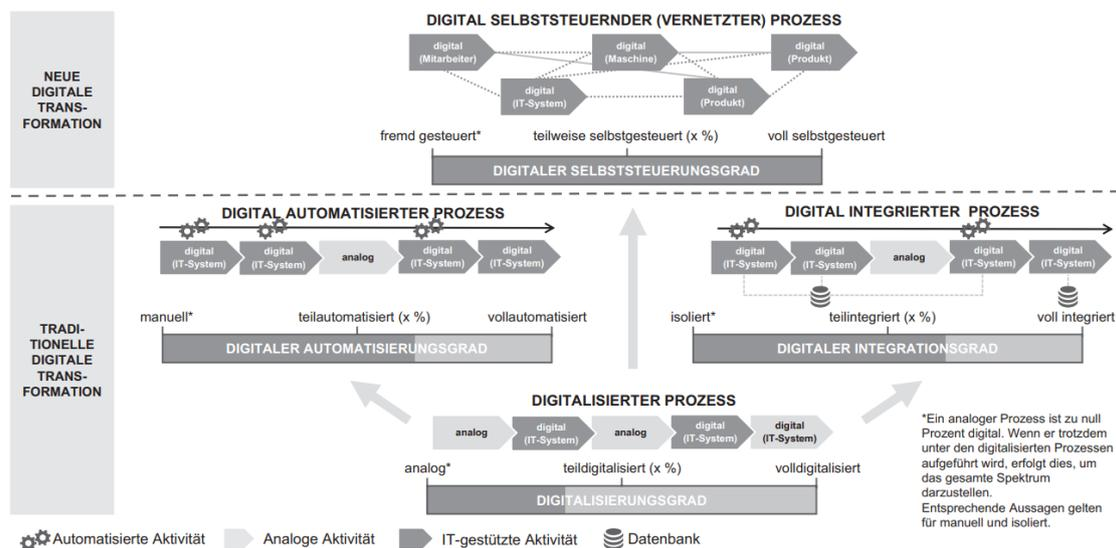 DIGITAL SELBSTSTEUERNDER (VERNETZTER) PROZESS
NEUE
DIGITALE
TRANS-
FORMATION
digital
(Mitarbeiter)
digital
(Maschine)
digital
(Produkt)
digital
(IT-System)
digital
(Produkt)
fremd gesteuert*
teilweise selbstgesteuert (x %)
voll selbstgesteuert
DIGITALER SELBSTSTEUERUNGSGRAD
TRADI-
TIONELLE
DIGITALE
TRANS-
FORMATION
DIGITAL AUTOMATISIERTER PROZESS
digital
(IT-System)
digital
(IT-System)
analog
digital
(IT-System)
digital
(IT-System)
manuell*
teilautomatisiert (x %)
vollautomatisiert
DIGITALER AUTOMATISIERUNGSGRAD
DIGITAL INTEGRIERTER PROZESS
digital
(IT-System)
digital
(IT-System)
analog
digital
(IT-System)
digital
(IT-System)
isoliert*
teilintegriert (x %)
voll integriert
DIGITALER INTEGRATIONSGRAD
DIGITALISIERTER PROZESS
analog
digital
(IT-System)
analog
digital
(IT-System)
digital
(IT-System)
analog*
teildigitalisiert (x %)
volldigitalisiert
DIGITALISIERUNGSGRAD
*Ein analoger Prozess ist zu null
Prozent digital. Wenn er trotzdem
unter den digitalisierten Prozessen
aufgeführt wird, erfolgt dies, um
das gesamte Spektrum
darzustellen.
Entsprechende Aussagen gelten
für manuell und isoliert.
Automatisierte Aktivität
Analoge Aktivität
IT-gestützte Aktivität
Datenbank